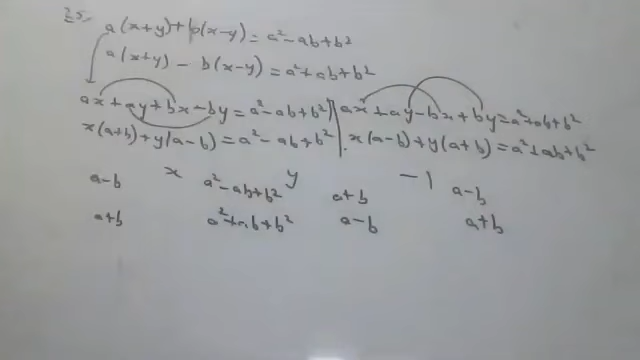 25.
a(x+y)+b(x-y)=a²-ab+b²
a(x+y)-b(x-y)=a²+ab+b²
ax+ay+bx-by=a²-ab+b² | ax+ay-bx+by=a²+ab+b²
x(a+b)+y(a-b)=a²-ab+b² | x(a-b)+y(a+b)=a²+ab+b²
x y -1
a-b a²-ab+b² a+b a-b
a+b a²+ab+b² a-b a+b